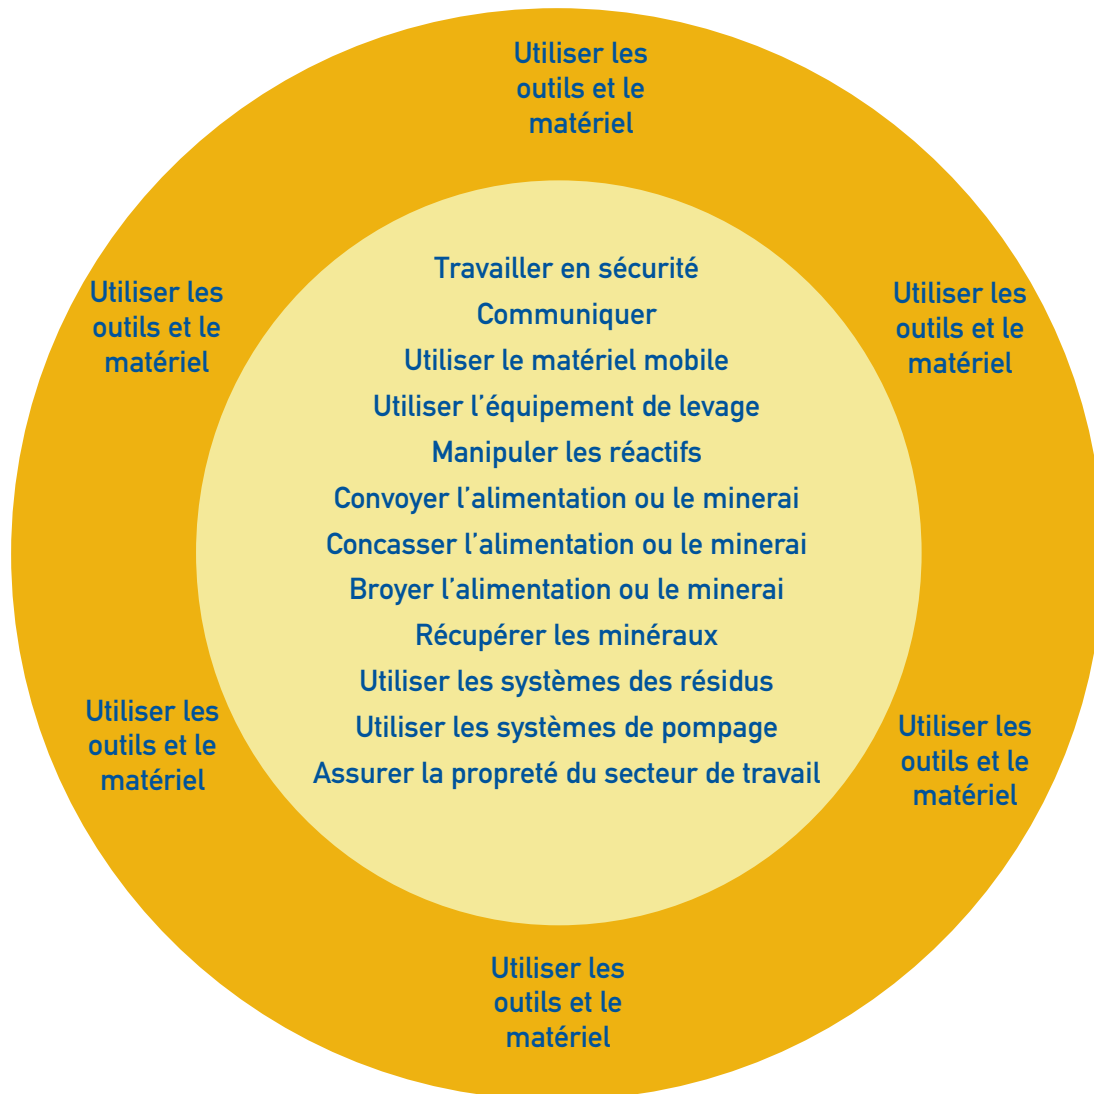 Utiliser les
outils et le
matériel
Utiliser les
outils et le
matériel
Utiliser les
outils et le
matériel
Travailler en sécurité
Communiquer
Utiliser le matériel mobile
Utiliser l’équipement de levage
Manipuler les réactifs
Convoyer l’alimentation ou le minerai
Concasser l’alimentation ou le minerai
Broyer l’alimentation ou le minerai
Récupérer les minéraux
Utiliser les systèmes des résidus
Utiliser les systèmes de pompage
Assurer la propreté du secteur de travail
Utiliser les
outils et le
matériel
Utiliser les
outils et le
matériel
Utiliser les
outils et le
matériel